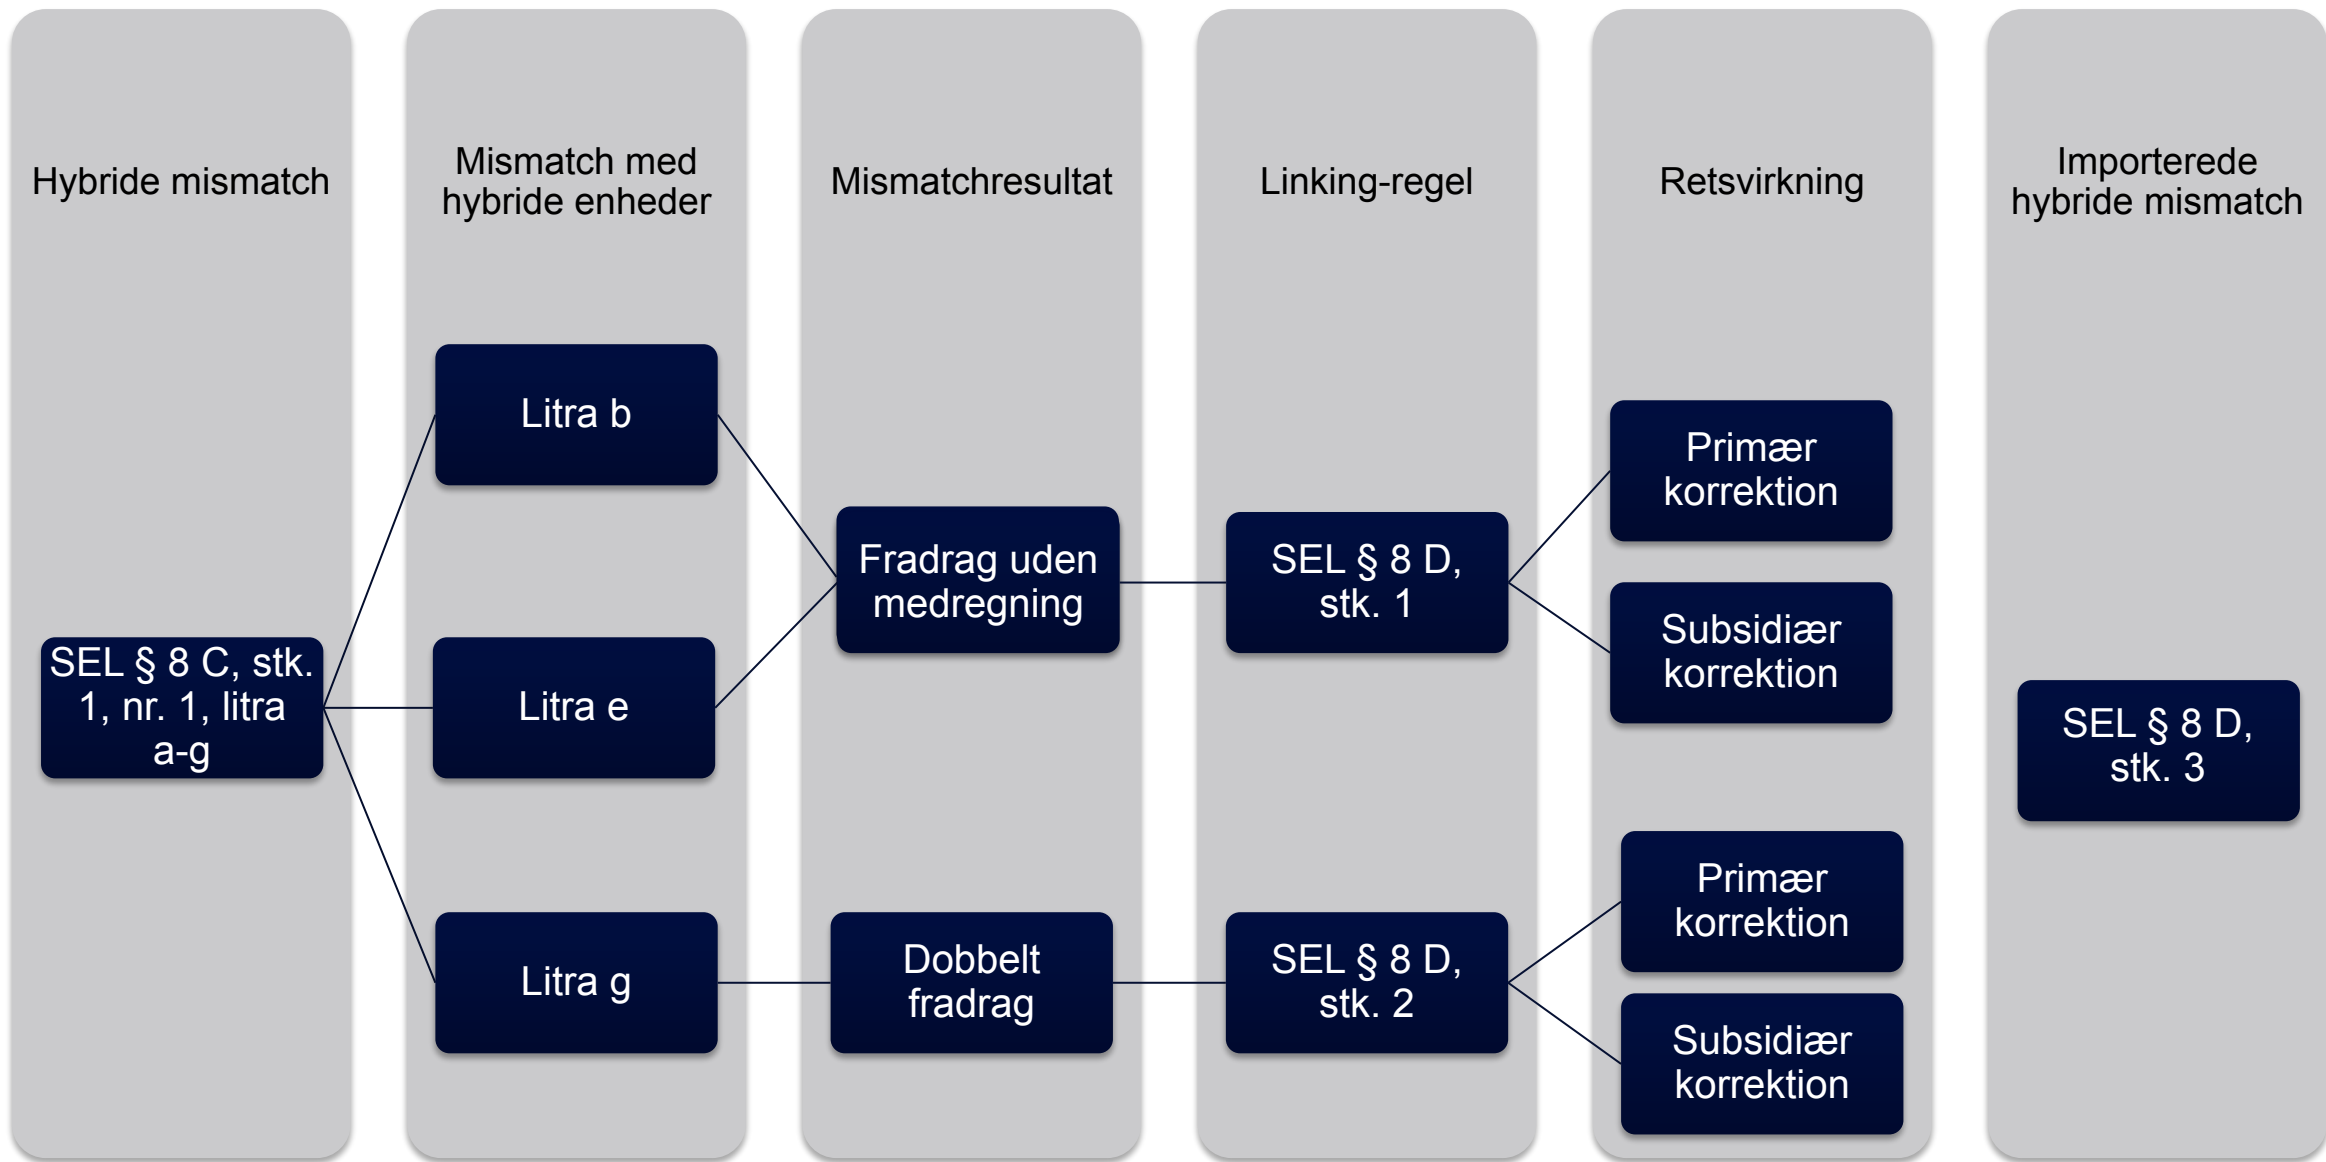 Hybride mismatch
Mismatch med
hybride enheder
Mismatchresultat
Linking-regel
Retsvirkning
Importerede
hybride mismatch
SEL § 8 C, stk.
1, nr. 1, litra
a-g
Litra b
Litra e
Litra g
Fradrag uden
medregning
Dobbelt
fradrag
SEL § 8 D,
stk. 1
SEL § 8 D,
stk. 2
Primær
korrektion
Subsidiær
korrektion
Primær
korrektion
Subsidiær
korrektion
SEL § 8 D,
stk. 3